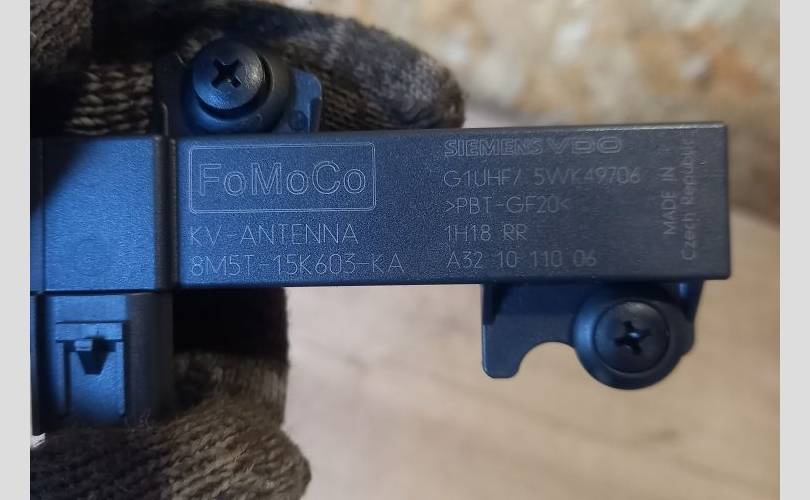 FoMoCo
KV-ANTENNA
8M5T-15K603-KA
SIEMENS VDO
G1UHF/ 5WK49706
>PBT-GF20<
1H18 RR
A32 10 110 06
MADE IN
Czech Republic